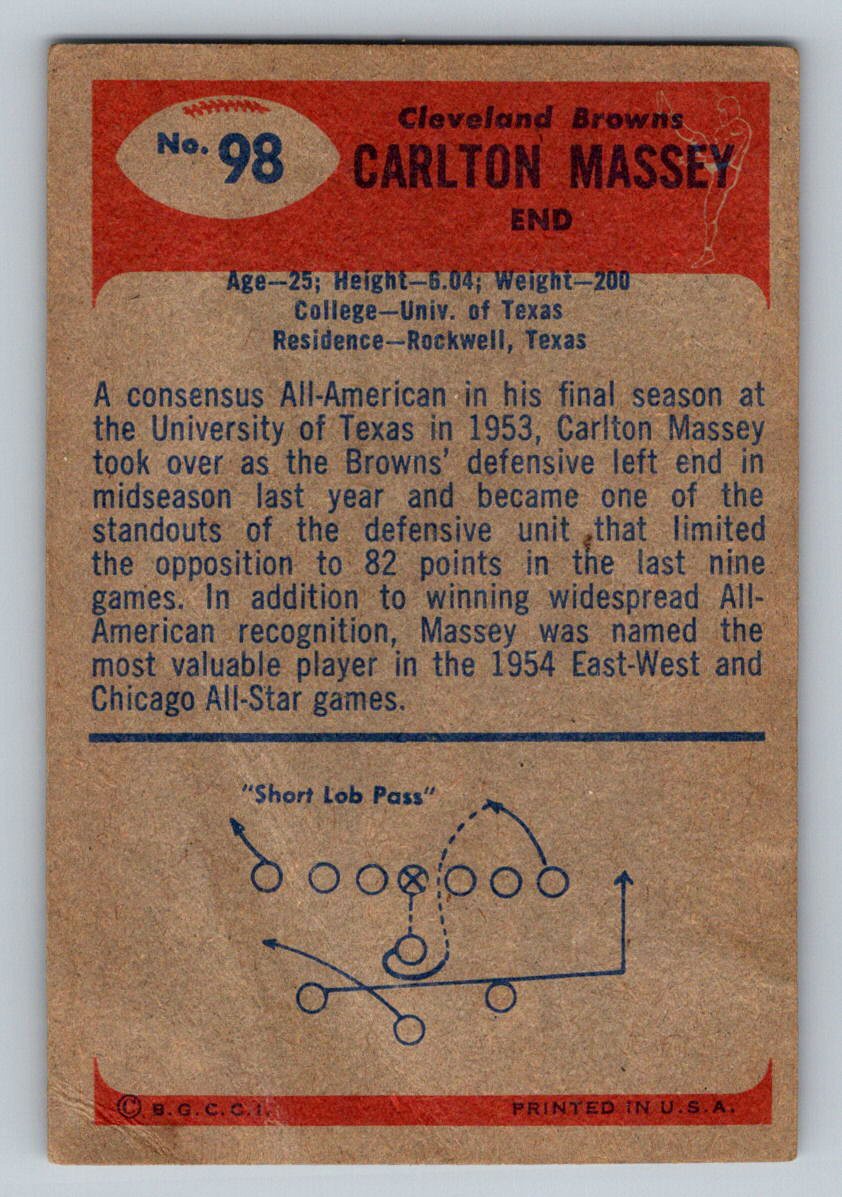 No. 98
Cleveland Browns
CARLTON MASSEY
END
Age—25; Height—6.04; Weight—200
College—Univ. of Texas
Residence—Rockwell, Texas
A consensus All-American in his final season at
the University of Texas in 1953, Carlton Massey
took over as the Browns' defensive left end in
midseason last year and became one of the
standouts of the defensive unit that limited
the opposition to 82 points in the last nine
games. In addition to winning widespread All-
American recognition, Massey was named the
most valuable player in the 1954 East-West and
Chicago All-Star games.
"Short Lob Pass"
© B.G.C.C.I.
PRINTED IN U.S.A.